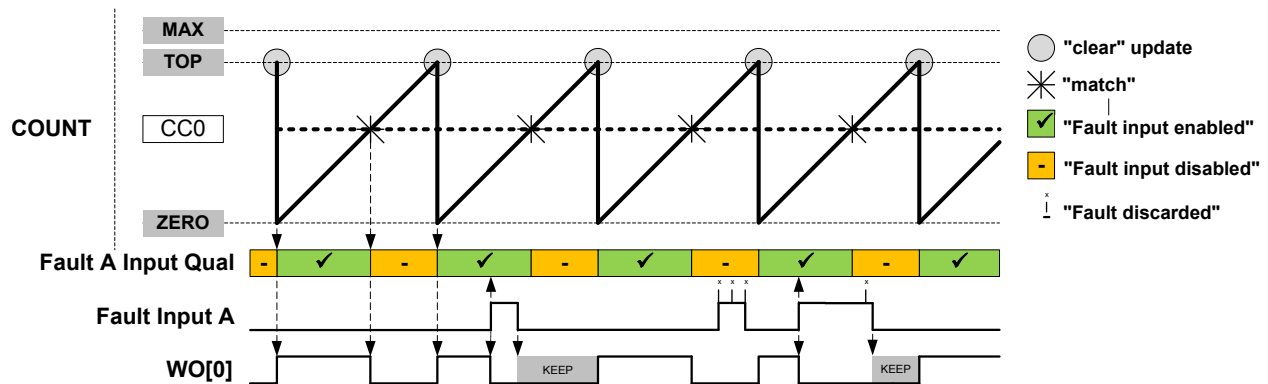 MAX
"clear" update
TOP
"match"
COUNT
CC0
✓ "Fault input enabled"
- "Fault input disabled"
x
"Fault discarded"
ZERO
Fault A Input Qual - ✓ - ✓ - ✓ - ✓ - ✓
x x x x
Fault Input A
WO[0] KEEP KEEP